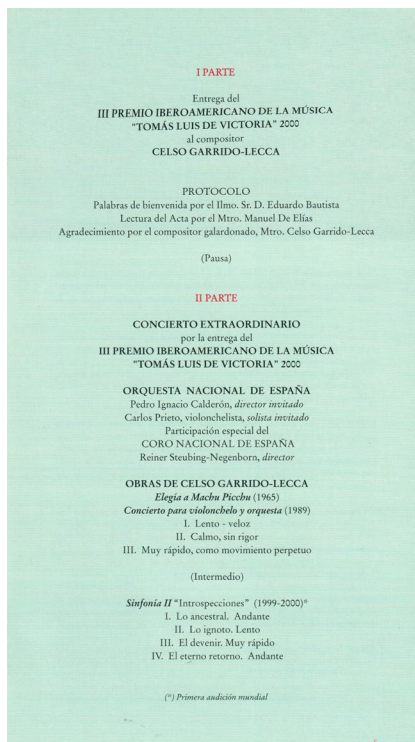 I PARTE
Entrega del
III PREMIO IBEROAMERICANO DE LA MÚSICA
"TOMÁS LUIS DE VICTORIA" 2000
al compositor
CELSO GARRIDO-LECCA
PROTOCOLO
Palabras de bienvenida por el Ilmo. Sr. D. Eduardo Bautista
Lectura del Acta por el Mtro. Manuel De Elías
Agradecimiento por el compositor galardonado, Mtro. Celso Garrido-Lecca
(Pausa)
II PARTE
CONCIERTO EXTRAORDINARIO
por la entrega del
III PREMIO IBEROAMERICANO DE LA MÚSICA
"TOMÁS LUIS DE VICTORIA" 2000
ORQUESTA NACIONAL DE ESPAÑA
Pedro Ignacio Calderón, director invitado
Carlos Prieto, violonchelista, solista invitado
Participación especial del
CORO NACIONAL DE ESPAÑA
Reiner Steubing-Negenborn, director
OBRAS DE CELSO GARRIDO-LECCA
Elegía a Machu Picchu (1965)
Concierto para violonchelo y orquesta (1989)
I. Lento - veloz
II. Calmo, sin rigor
III. Muy rápido, como movimiento perpetuo
(Intermedio)
Sinfonía II "Introspecciones" (1999-2000)*
I. Lo ancestral. Andante
II. Lo ignoto. Lento
III. El devenir. Muy rápido
IV. El eterno retorno. Andante
(*) Primera audición mundial